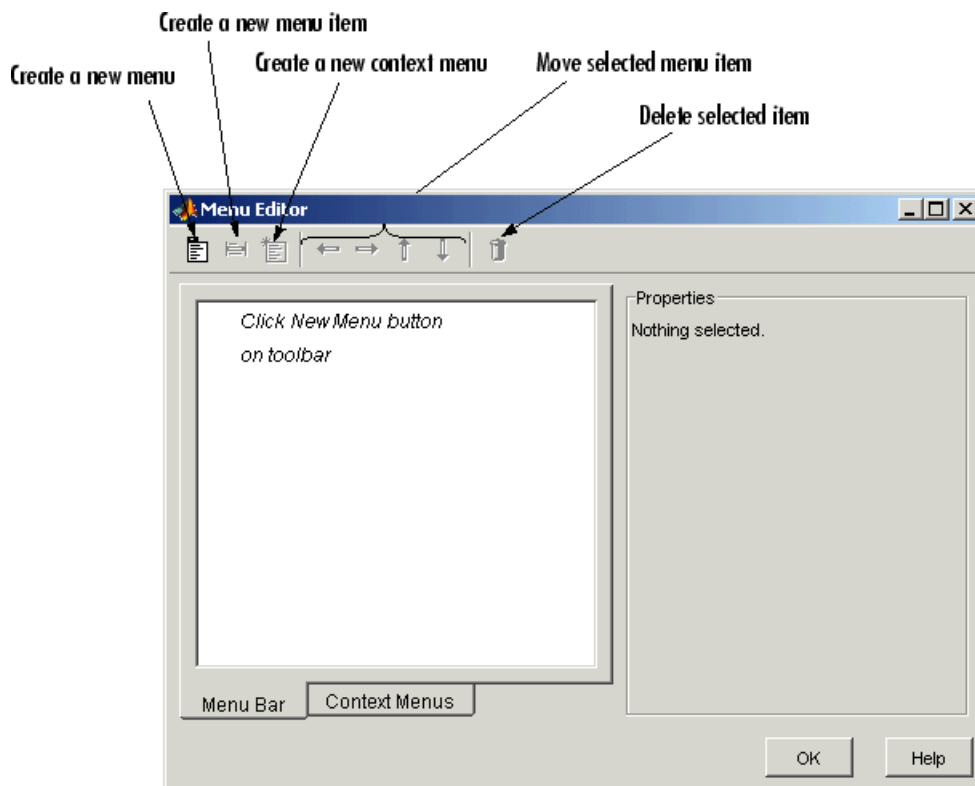 Create a new menu item
Create a new menu
Create a new context menu
Move selected menu item
Delete selected item
Menu Editor
Click New Menu button
on toolbar
Properties
Nothing selected.
Menu Bar
Context Menus
OK
Help